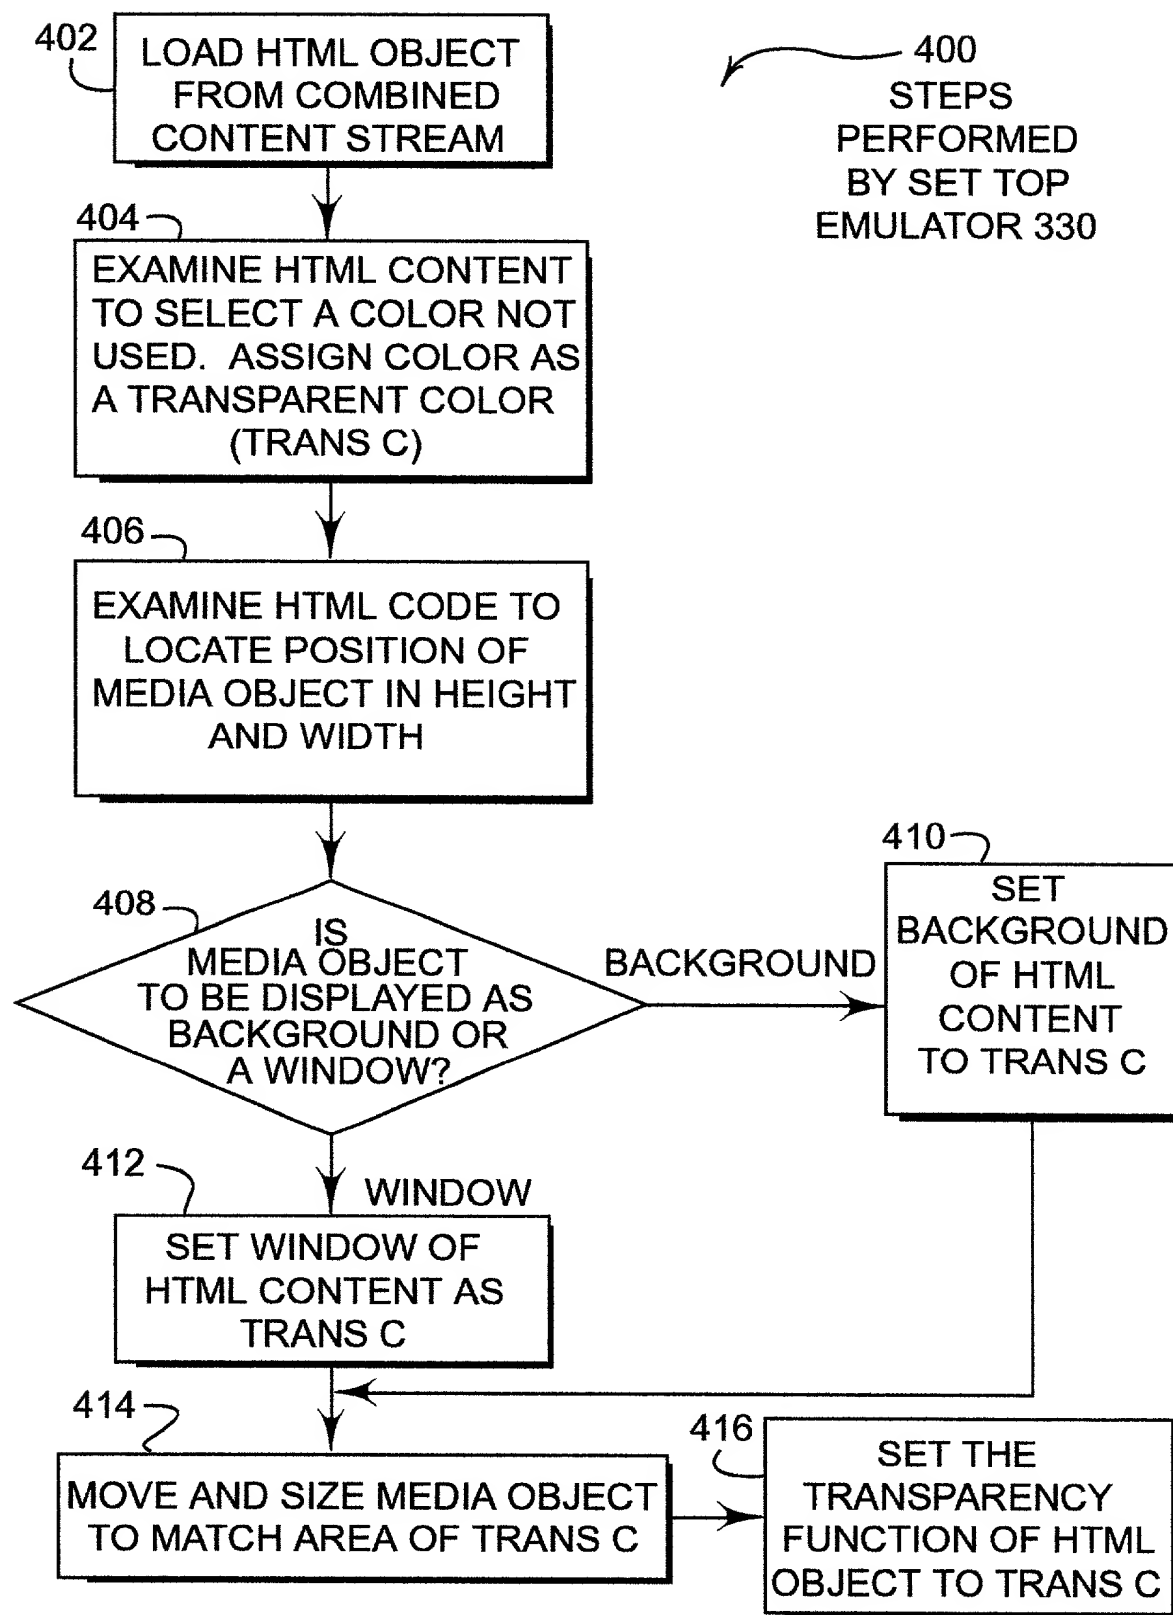 402
LOAD HTML OBJECT
FROM COMBINED
CONTENT STREAM
400
STEPS
PERFORMED
BY SET TOP
EMULATOR 330
404
EXAMINE HTML CONTENT
TO SELECT A COLOR NOT
USED. ASSIGN COLOR AS
A TRANSPARENT COLOR
(TRANS C)
406
EXAMINE HTML CODE TO
LOCATE POSITION OF
MEDIA OBJECT IN HEIGHT
AND WIDTH
408
IS
MEDIA OBJECT
TO BE DISPLAYED AS
BACKGROUND OR
A WINDOW?
BACKGROUND
410
SET
BACKGROUND
OF HTML
CONTENT
TO TRANS C
412
WINDOW
SET WINDOW OF
HTML CONTENT AS
TRANS C
414
MOVE AND SIZE MEDIA OBJECT
TO MATCH AREA OF TRANS C
416
SET THE
TRANSPARENCY
FUNCTION OF HTML
OBJECT TO TRANS C